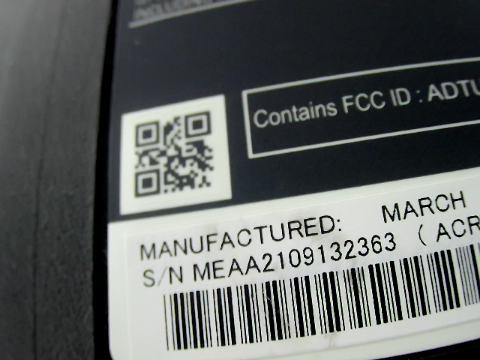 Contains FCC ID : ADTU
MANUFACTURED: MARCH
S/N MEAA2109132363 ( ACR